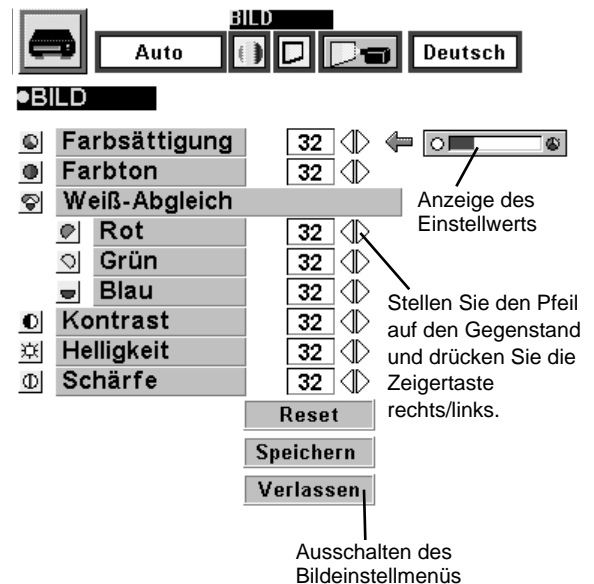 BILD
Auto
Deutsch
●BILD
Farbsättigung 32
Farbton 32
Weiß-Abgleich
Rot 32
Grün 32
Blau 32
Kontrast 32
Helligkeit 32
Schärfe 32
Reset
Speichern
Verlassen
Anzeige des
Einstellwerts
Stellen Sie den Pfeil
auf den Gegenstand
und drücken Sie die
Zeigertaste
rechts/links.
Ausschalten des
Bildeinstellmenüs